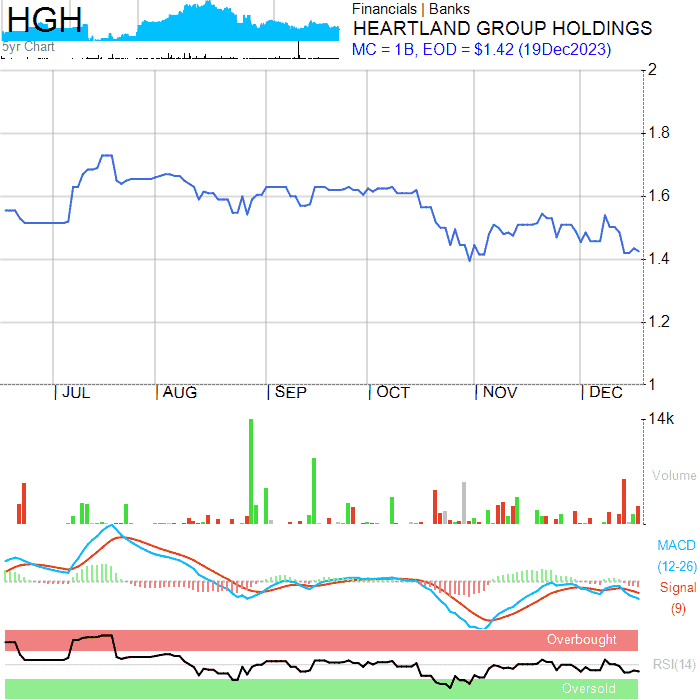 HGH
5yr Chart
Financials | Banks
HEARTLAND GROUP HOLDINGS
MC = 1B, EOD = $1.42 (19Dec2023)
2
1.8
1.6
1.4
1.2
1
JUL AUG SEP OCT NOV DEC
14k
Volume
MACD
(12-26)
Signal
(9)
Overbought
RSI(14)
Oversold